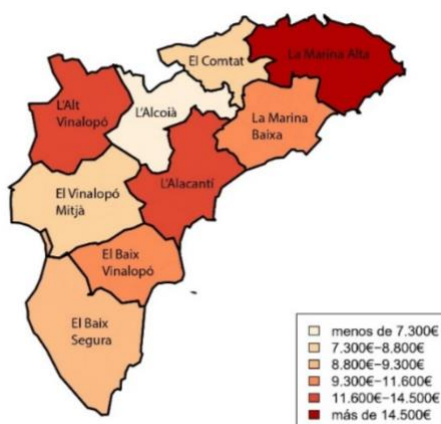 El Comtat
La Marina Alta
L'Alt
Vinalopó
L'Alcoià
La Marina
Baixa
L'Alacantí
El Vinalopó
Mitjà
El Baix
Vinalopó
El Baix
Segura
menos de 7.300€
7.300€−8.800€
8.800€−9.300€
9.300€−11.600€
11.600€−14.500€
más de 14.500€